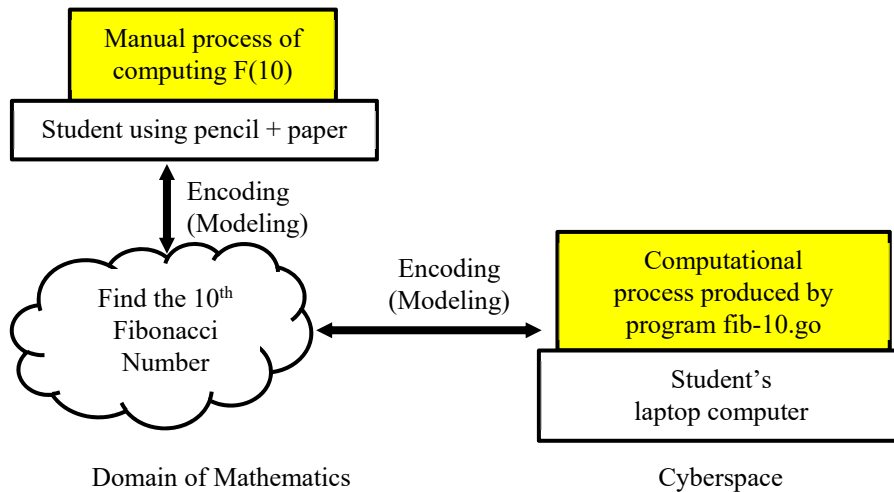 Manual process of
computing F(10)
Student using pencil + paper
Encoding
(Modeling)
Find the 10th
Fibonacci
Number
Encoding
(Modeling)
Computational
process produced by
program fib-10.go
Student’s
laptop computer
Domain of Mathematics
Cyberspace